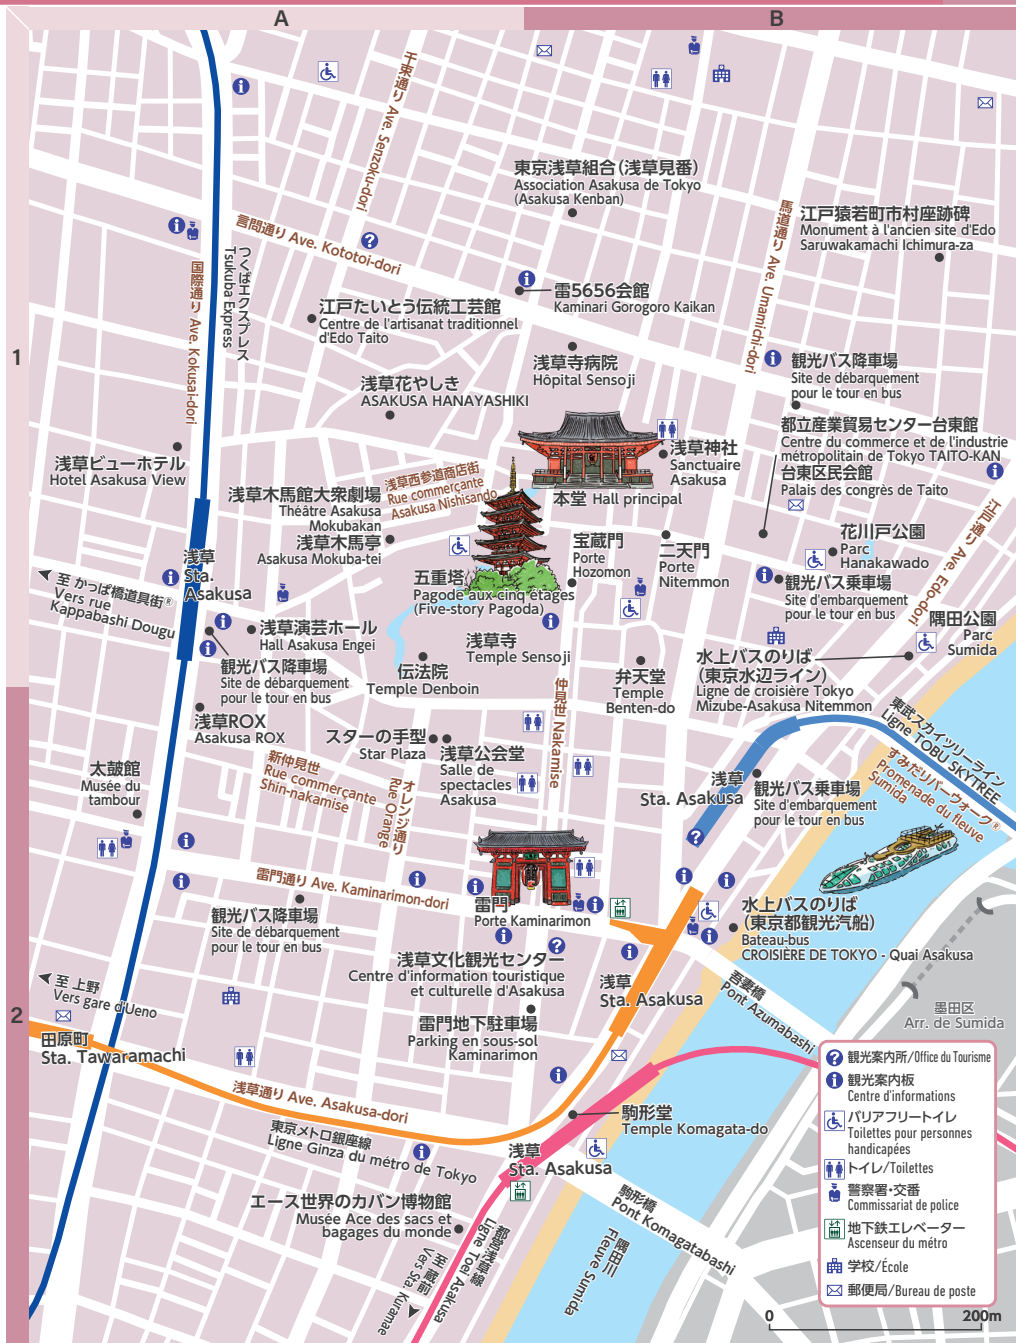 A
B
1
2
千束通り Ave. Senzoku-dori
東京浅草組合(浅草見番)
Association Asakusa de Tokyo
(Asakusa Kenban)
馬道通り Ave. Umamichi-dori
江戸猿若町市村座跡碑
Monument à l'ancien site d'Edo
Saruwakamachi Ichimura-za
言問通り Ave. Kototoi-dori
つくばエクスプレス
Tsukuba Express
国際通り Ave. Kokusai-dori
雷5656会館
Kaminari Gorogoro Kaikan
江戸たいとう伝統工芸館
Centre de l'artisanat traditionnel
d'Edo Taito
浅草寺病院
Hôpital Sensoji
観光バス降車場
Site de débarquement
pour le tour en bus
浅草花やしき
ASAKUSA HANAYASHIKI
都立産業貿易センター台東館
Centre du commerce et de l'industrie
métropolitain de Tokyo TAITO-KAN
台東区民会館
Palais des congrès de Taito
浅草神社
Sanctuaire
Asakusa
浅草ビューホテル
Hotel Asakusa View
浅草西参道商店街
Rue commerçante
Asakusa Nishisando
本堂 Hall principal
浅草木馬館大衆劇場
Théâtre Asakusa
Mokubakan
浅草木馬亭
Asakusa Mokuba-tei
江戸通り Ave. Edo-dori
花川戸公園
Parc
Hanakawado
宝蔵門
Porte
Hozomon
二天門
Porte
Nitemmon
浅草
Sta.
Asakusa
五重塔
Pagode aux cinq étages
(Five-story Pagoda)
観光バス乗車場
Site d'embarquement
pour le tour en bus
至 かっぱ橋道具街®
Vers rue
Kappabashi Dougu
浅草演芸ホール
Hall Asakusa Engei
隅田公園
Parc
Sumida
浅草寺
Temple Sensoji
観光バス降車場
Site de débarquement
pour le tour en bus
伝法院
Temple Denboin
弁天堂
Temple
Benten-do
水上バスのりば
(東京水辺ライン)
Ligne de croisière Tokyo
Mizube-Asakusa Nitemmon
仲見世 Nakamise
浅草ROX
Asakusa ROX
スターの手型
Star Plaza
浅草公会堂
Salle de
spectacles
Asakusa
東武スカイツリーライン
Ligne TOBU SKYTREE
すみだリバーウォーク®
Promenade du fleuve
Sumida
新仲見世
Rue commerçante
Shin-nakamise
オレンジ通り
Rue Orange
太鼓館
Musée du
tambour
浅草
Sta. Asakusa
観光バス乗車場
Site d'embarquement
pour le tour en bus
雷門通り Ave. Kaminarimon-dori
雷門
Porte Kaminarimon
観光バス降車場
Site de débarquement
pour le tour en bus
水上バスのりば
(東京都観光汽船)
Bateau-bus
CROISIÈRE DE TOKYO - Quai Asakusa
浅草文化観光センター
Centre d'information touristique
et culturelle d'Asakusa
浅草
Sta. Asakusa
吾妻橋
Pont Azumabashi
至 上野
Vers gare d'Ueno
墨田区
Arr. de Sumida
雷門地下駐車場
Parking en sous-sol
Kaminarimon
田原町
Sta. Tawaramachi
浅草通り Ave. Asakusa-dori
駒形堂
Temple Komagata-do
東京メトロ銀座線
Ligne Ginza du métro de Tokyo
浅草
Sta. Asakusa
駒形橋
Pont Komagatabashi
エース世界のカバン博物館
Musée Ace des sacs et
bagages du monde
都営浅草線
Ligne Toei Asakusa
至 蔵前
Vers Sta. Kuramae
隅田川
Fleuve Sumida
観光案内所/Office du Tourisme
観光案内板
Centre d'informations
バリアフリートイレ
Toilettes pour personnes
handicapées
トイレ/Toilettes
警察署・交番
Commissariat de police
地下鉄エレベーター
Ascenseur du métro
学校/École
郵便局/Bureau de poste
0
200m